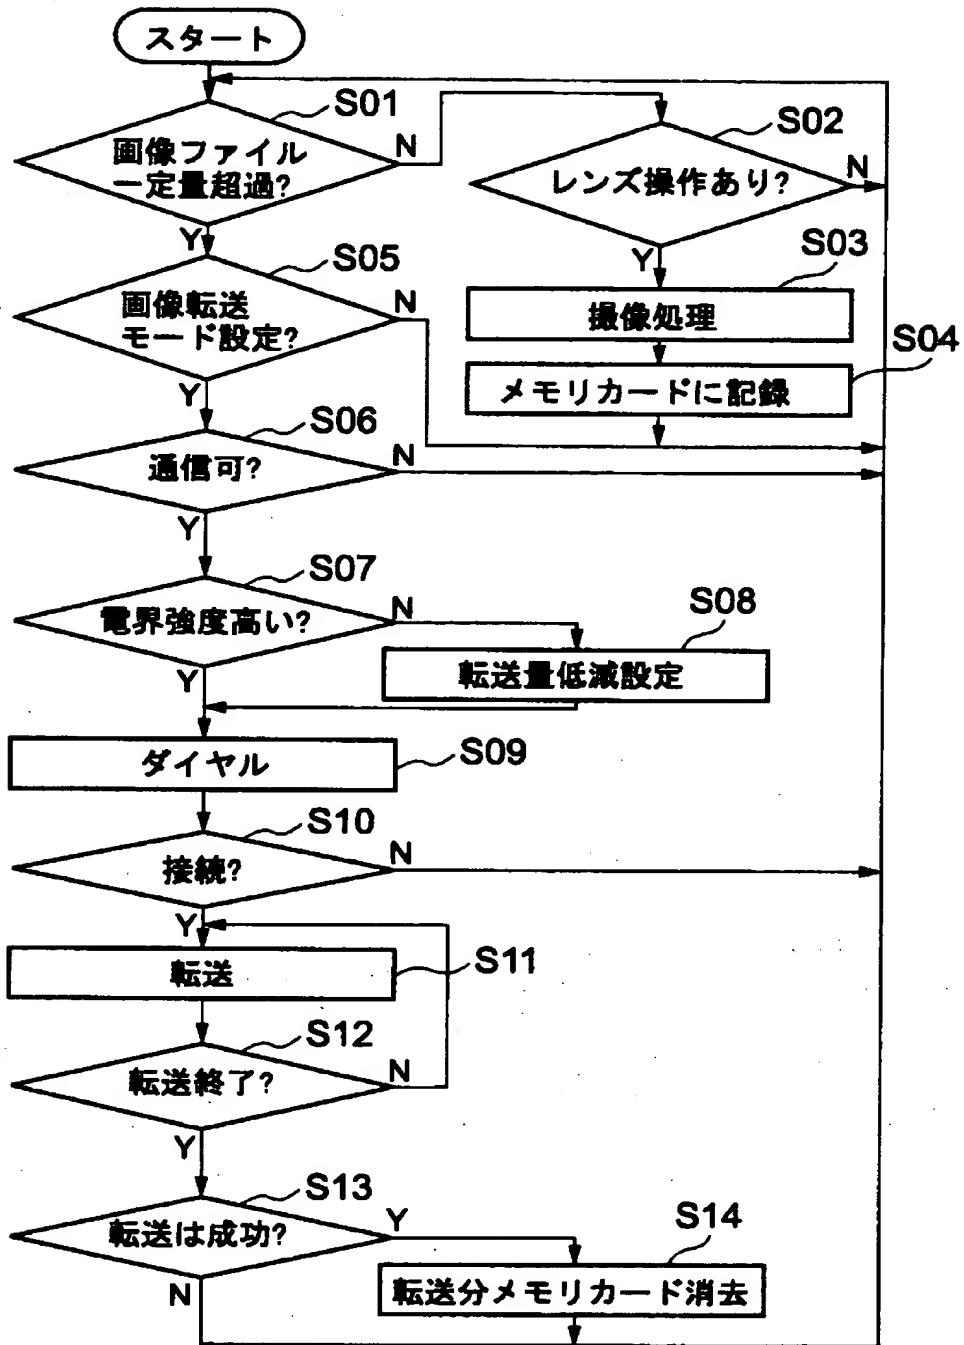 スタート
S01
画像ファイル
一定量超過?
N
Y
S02
レンズ操作あり?
N
Y
S03
撮像処理
S04
メモリカードに記録
S05
画像転送
モード設定?
N
Y
S06
通信可?
N
Y
S07
電界強度高い?
N
Y
S08
転送量低減設定
ダイヤル
S09
S10
接続?
N
Y
転送
S11
S12
転送終了?
N
Y
S13
転送は成功?
Y
N
S14
転送分メモリカード消去